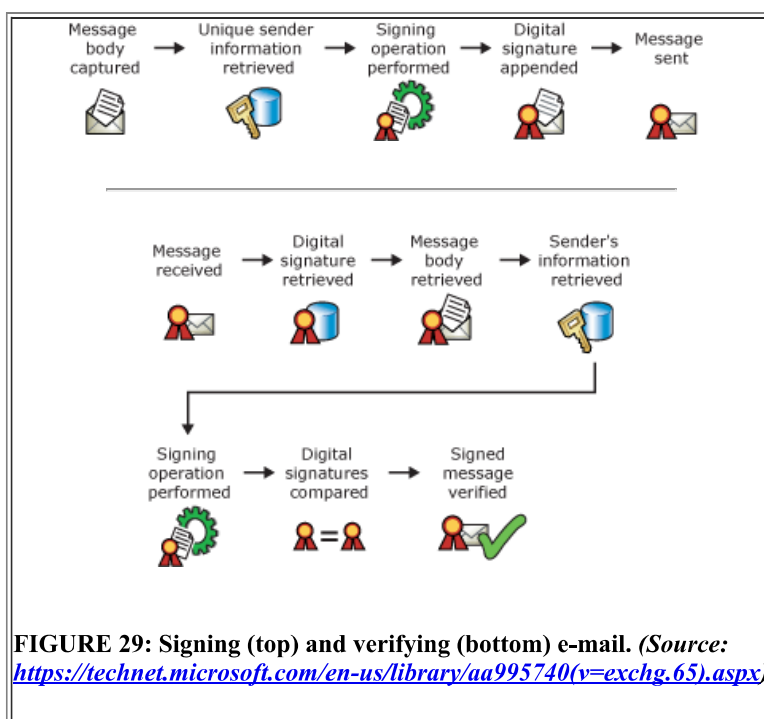 Message body captured
Unique sender information retrieved
Signing operation performed
Digital signature appended
Message sent
Message received
Digital signature retrieved
Message body retrieved
Sender's information retrieved
Signing operation performed
Digital signatures compared
Signed message verified
FIGURE 29: Signing (top) and verifying (bottom) e-mail. (Source:
https://technet.microsoft.com/en-us/library/aa995740(v=exchg.65).aspx)